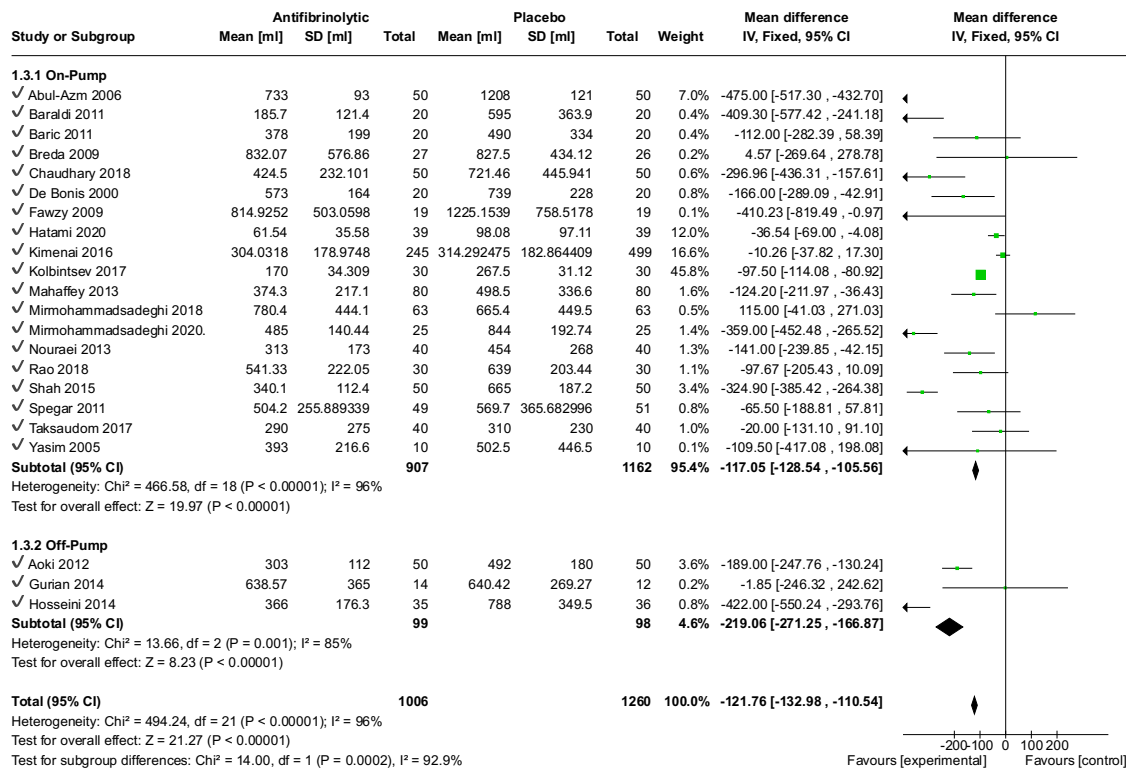 Antifibrinolytic Placebo Mean difference Mean difference
Study or Subgroup Mean [ml] SD [ml] Total Mean [ml] SD [ml] Total Weight IV, Fixed, 95% CI IV, Fixed, 95% CI
1.3.1 On-Pump
✓ Abul-Azm 2006 733 93 50 1208 121 50 7.0% -475.00 [-517.30 , -432.70]
✓ Baraldi 2011 185.7 121.4 20 595 363.9 20 0.4% -409.30 [-577.42 , -241.18]
✓ Baric 2011 378 199 20 490 334 20 0.4% -112.00 [-282.39 , 58.39]
✓ Breda 2009 832.07 576.86 27 827.5 434.12 26 0.2% 4.57 [-269.64 , 278.78]
✓ Chaudhary 2018 424.5 232.101 50 721.46 445.941 50 0.6% -296.96 [-436.31 , -157.61]
✓ De Bonis 2000 573 164 20 739 228 20 0.8% -166.00 [-289.09 , -42.91]
✓ Fawzy 2009 814.9252 503.0598 19 1225.1539 758.5178 19 0.1% -410.23 [-819.49 , -0.97]
✓ Hatami 2020 61.54 35.58 39 98.08 97.11 39 12.0% -36.54 [-69.00 , -4.08]
✓ Kimenai 2016 304.0318 178.9748 245 314.292475 182.864409 499 16.6% -10.26 [-37.82 , 17.30]
✓ Kolbintsev 2017 170 34.309 30 267.5 31.12 30 45.8% -97.50 [-114.08 , -80.92]
✓ Mahaffey 2013 374.3 217.1 80 498.5 336.6 80 1.6% -124.20 [-211.97 , -36.43]
✓ Mirmohammadsadeghi 2018 780.4 444.1 63 665.4 449.5 63 0.5% 115.00 [-41.03 , 271.03]
✓ Mirmohammadsadeghi 2020. 485 140.44 25 844 192.74 25 1.4% -359.00 [-452.48 , -265.52]
✓ Nouraei 2013 313 173 40 454 268 40 1.3% -141.00 [-239.85 , -42.15]
✓ Rao 2018 541.33 222.05 30 639 203.44 30 1.1% -97.67 [-205.43 , 10.09]
✓ Shah 2015 340.1 112.4 50 665 187.2 50 3.4% -324.90 [-385.42 , -264.38]
✓ Spegar 2011 504.2 255.889339 49 569.7 365.682996 51 0.8% -65.50 [-188.81 , 57.81]
✓ Taksaudom 2017 290 275 40 310 230 40 1.0% -20.00 [-131.10 , 91.10]
✓ Yasim 2005 393 216.6 10 502.5 446.5 10 0.1% -109.50 [-417.08 , 198.08]
Subtotal (95% CI) 907 1162 95.4% -117.05 [-128.54 , -105.56]
Heterogeneity: Chi² = 466.58, df = 18 (P < 0.00001); I² = 96%
Test for overall effect: Z = 19.97 (P < 0.00001)
1.3.2 Off-Pump
✓ Aoki 2012 303 112 50 492 180 50 3.6% -189.00 [-247.76 , -130.24]
✓ Gurian 2014 638.57 365 14 640.42 269.27 12 0.2% -1.85 [-246.32 , 242.62]
✓ Hosseini 2014 366 176.3 35 788 349.5 36 0.8% -422.00 [-550.24 , -293.76]
Subtotal (95% CI) 99 98 4.6% -219.06 [-271.25 , -166.87]
Heterogeneity: Chi² = 13.66, df = 2 (P = 0.001); I² = 85%
Test for overall effect: Z = 8.23 (P < 0.00001)
Total (95% CI) 1006 1260 100.0% -121.76 [-132.98 , -110.54]
Heterogeneity: Chi² = 494.24, df = 21 (P < 0.00001); I² = 96%
Test for overall effect: Z = 21.27 (P < 0.00001)
Test for subgroup differences: Chi² = 14.00, df = 1 (P = 0.0002), I² = 92.9%
-200 -100 0 100 200
Favours [experimental] Favours [control]